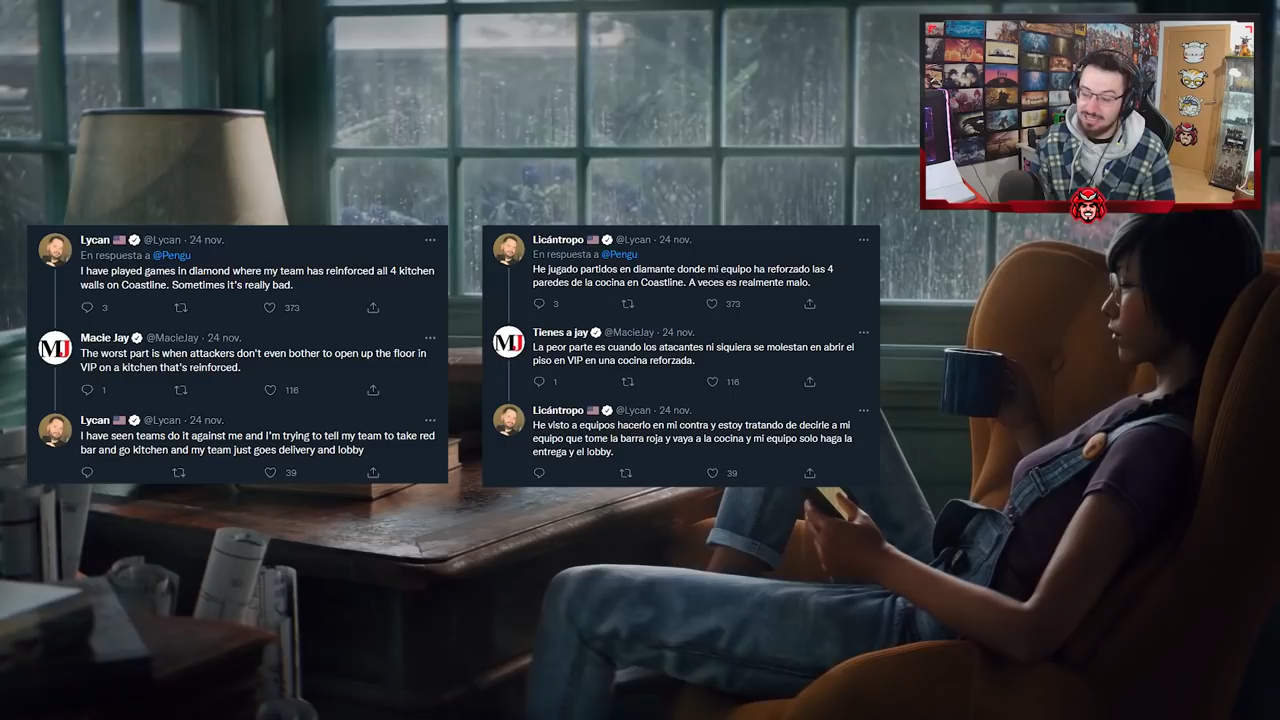 Lycan @Lycan · 24 nov.
En respuesta a @Pengu
I have played games in diamond where my team has reinforced all 4 kitchen
walls on Coastline. Sometimes it's really bad.
3 373
MJ
Macie Jay @MacieJay · 24 nov.
The worst part is when attackers don't even bother to open up the floor in
VIP on a kitchen that's reinforced.
1 116
Lycan @Lycan · 24 nov.
I have seen teams do it against me and I'm trying to tell my team to take red
bar and go kitchen and my team just goes delivery and lobby
39
Licántropo @Lycan · 24 nov.
En respuesta a @Pengu
He jugado partidos en diamante donde mi equipo ha reforzado las 4
paredes de la cocina en Coastline. A veces es realmente malo.
3 373
MJ
Tienes a jay @MacieJay · 24 nov.
La peor parte es cuando los atacantes ni siquiera se molestan en abrir el
piso en VIP en una cocina reforzada.
1 116
Licántropo @Lycan · 24 nov.
He visto a equipos hacerlo en mi contra y estoy tratando de decirle a mi
equipo que tome la barra roja y vaya a la cocina y mi equipo solo haga la
entrega y el lobby.
39